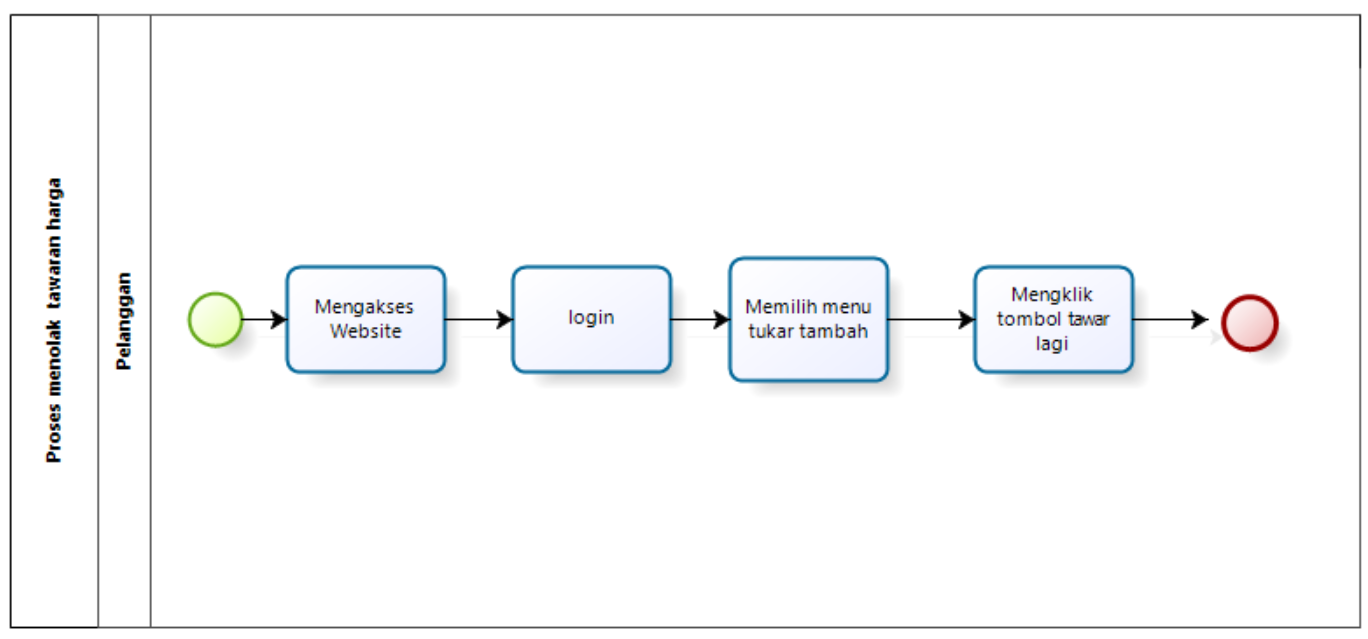 Proses menolak tawaran harga
Pelanggan
Mengakses
Website
login
Memilih menu
tukar tambah
Mengklik
tombol tawar
lagi